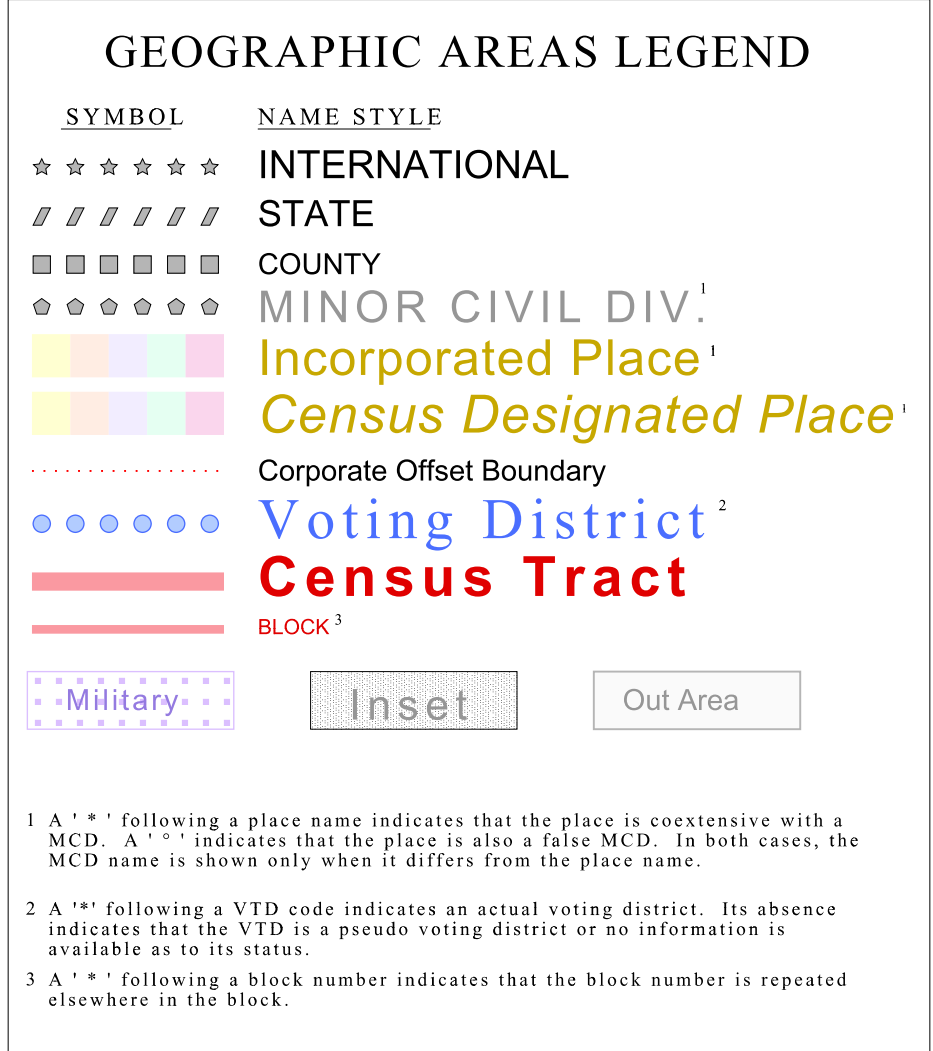 GEOGRAPHIC AREAS LEGEND
SYMBOL NAME STYLE
INTERNATIONAL
STATE
COUNTY
MINOR CIVIL DIV. 1
Incorporated Place 1
Census Designated Place 1
Corporate Offset Boundary
Voting District 2
Census Tract
BLOCK 3
Military Inset Out Area
1 A ' * ' following a place name indicates that the place is coextensive with a
MCD. A ' ° ' indicates that the place is also a false MCD. In both cases, the
MCD name is shown only when it differs from the place name.
2 A '*' following a VTD code indicates an actual voting district. Its absence
indicates that the VTD is a pseudo voting district or no information is
available as to its status.
3 A ' * ' following a block number indicates that the block number is repeated
elsewhere in the block.